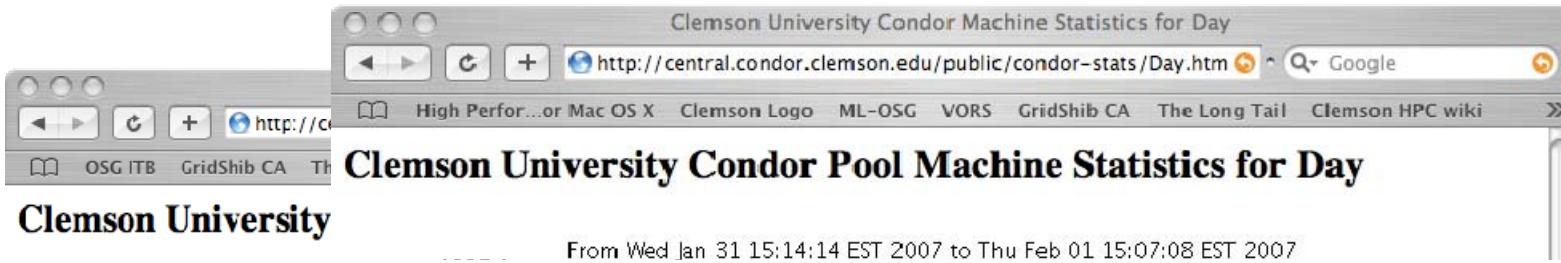 Clemson University Condor Machine Statistics for Day
http://central.condor.clemson.edu/public/condor-stats/Day.htm
Google
High Perfor...or Mac OS X Clemson Logo ML-OSG VORS GridShib CA The Long Tail Clemson HPC wiki
Clemson University Condor Pool Machine Statistics for Day
From Wed Jan 31 15:14:14 EST 2007 to Thu Feb 01 15:07:08 EST 2007
http://ce
OSG ITB GridShib CA Th
Clemson University